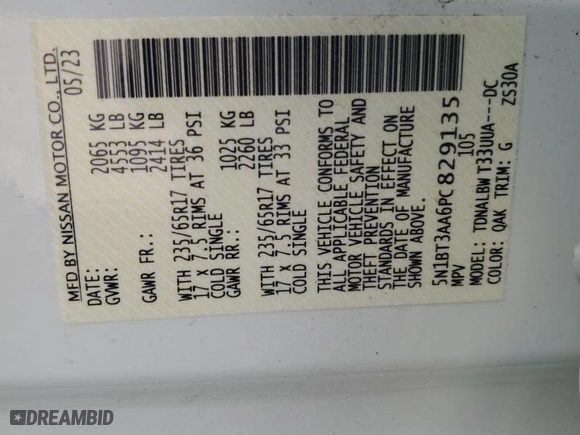 MFD BY NISSAN MOTOR CO., LTD.
DATE: 05/23
GVWR: 2065 KG
4553 LB
GAWR FR.: 1095 KG
2414 LB
WITH 235/65R17 TIRES
17 x 7.5 RIMS AT 36 PSI
COLD SINGLE
GAWR RR.: 1025 KG
2260 LB
WITH 235/65R17 TIRES
17 x 7.5 RIMS AT 33 PSI
COLD SINGLE
THIS VEHICLE CONFORMS TO
ALL APPLICABLE FEDERAL
MOTOR VEHICLE SAFETY AND
THEFT PREVENTION
STANDARDS IN EFFECT ON
THE DATE OF MANUFACTURE
SHOWN ABOVE.
5N1BT3AA6PC829135
MPV 105
MODEL: TDNALBW T33UUA---DC
COLOR: QAK TRIM: G ZS30A
DREAMBID